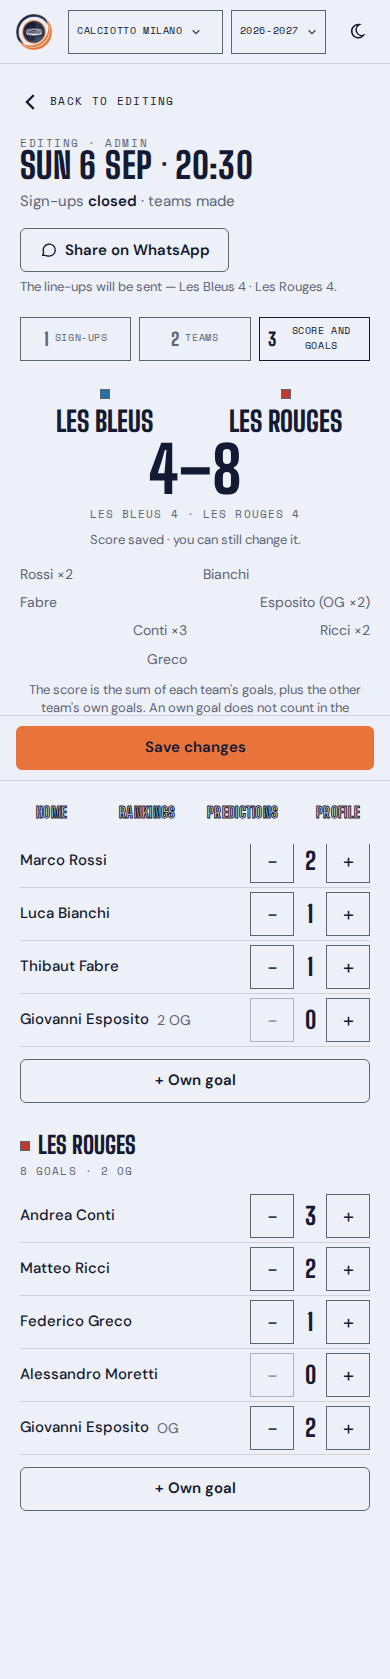 CALCIOTTO MILANO
2026-2027
BACK TO EDITING
EDITING · ADMIN
SUN 6 SEP · 20:30
Sign-ups closed · teams made
Share on WhatsApp
The line-ups will be sent — Les Bleus 4 · Les Rouges 4.
1 SIGN-UPS
2 TEAMS
3 SCORE AND
GOALS
LES BLEUS
LES ROUGES
4–8
LES BLEUS 4 · LES ROUGES 4
Score saved · you can still change it.
Rossi ×2
Bianchi
Fabre
Esposito (OG ×2)
Conti ×3
Ricci ×2
Greco
The score is the sum of each team's goals, plus the other
team's own goals. An own goal does not count in the
Save changes
HOME
RANKINGS
PREDICTIONS
PROFILE
Marco Rossi − 2 +
Luca Bianchi − 1 +
Thibaut Fabre − 1 +
Giovanni Esposito 2 OG − 0 +
+ Own goal
LES ROUGES
8 GOALS · 2 OG
Andrea Conti − 3 +
Matteo Ricci − 2 +
Federico Greco − 1 +
Alessandro Moretti − 0 +
Giovanni Esposito OG − 2 +
+ Own goal